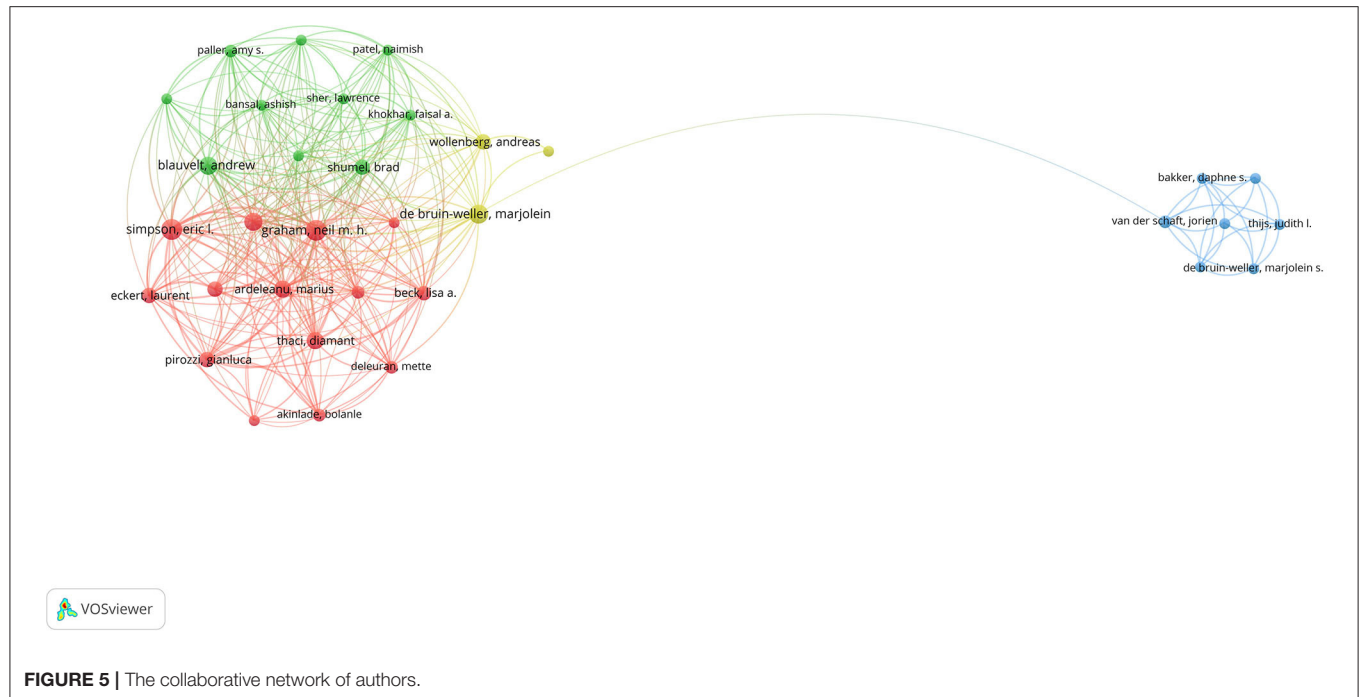 paller, amy s.
patel, naimish
bansal, ashish
sher, lawrence
khokhar, faisal a.
wollenberg, andreas
blauvelt, andrew
shumel, brad
de bruin-weller, marjolein
simpson, eric l.
graham, neil m. h.
eckert, laurent
ardeleanu, marius
beck, lisa a.
thaci, diamant
pirozzi, gianluca
deleuran, mette
akinlade, bolanle
bakker, daphne s.
van der schaft, jorien
thijs, judith l.
de bruin-weller, marjolein s.
VOSviewer
FIGURE 5 | The collaborative network of authors.